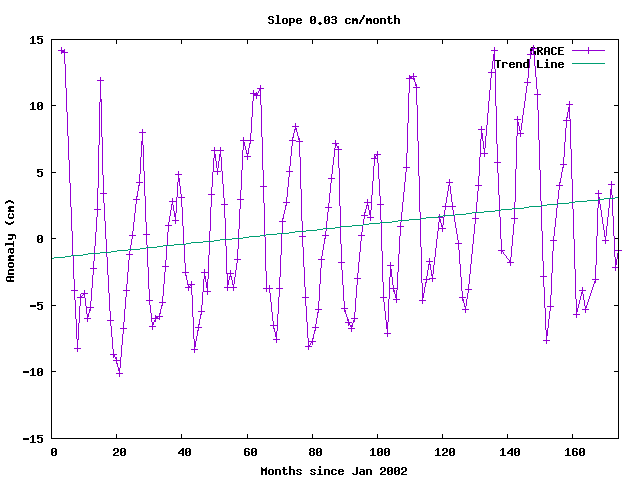 Slope 0.03 cm/month
GRACE
Trend Line
15
10
5
0
-5
-10
-15
Anomaly (cm)
0 20 40 60 80 100 120 140 160
Months since Jan 2002